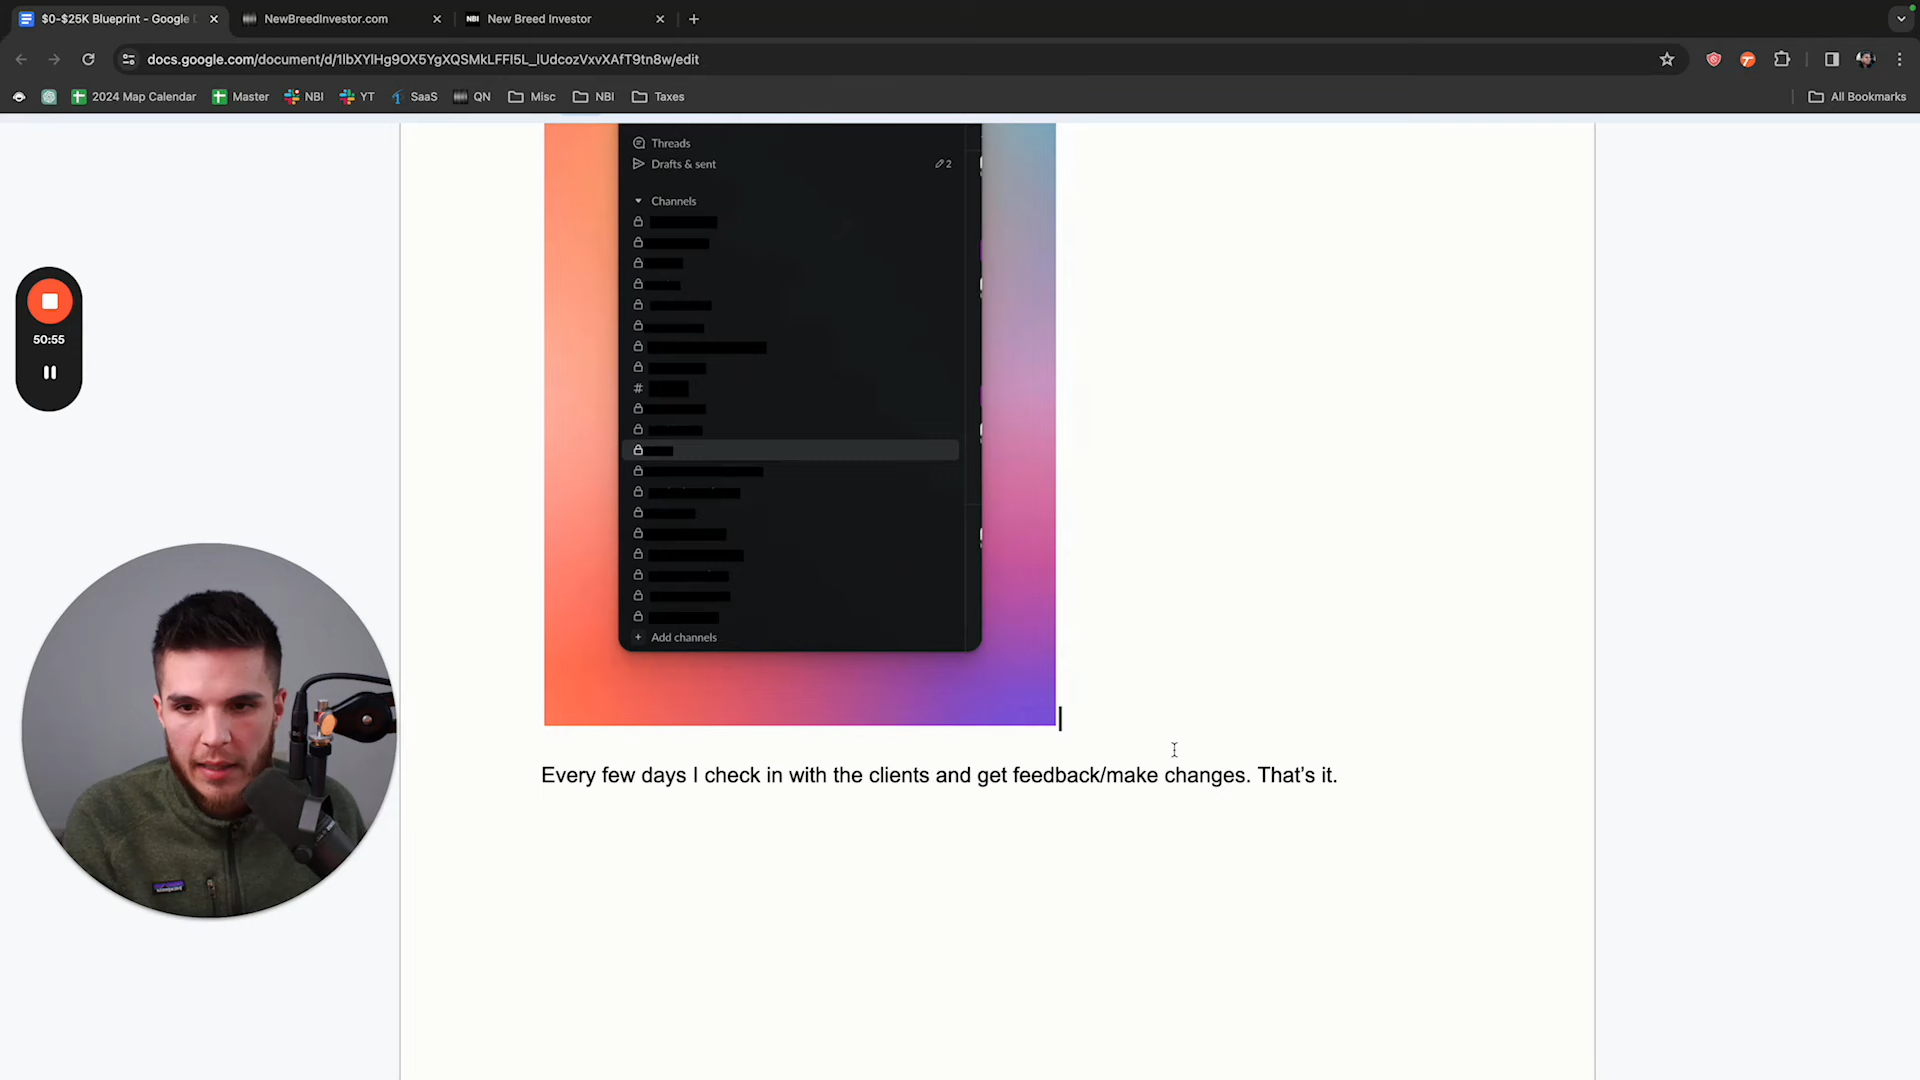 $0-$25K Blueprint - Google
NewBreedInvestor.com
NBI New Breed Investor
docs.google.com/document/d/1lbXYlHg9OX5YgXQSMkLFFI5L_lUdcozVxvXAfT9tn8w/edit
2024 Map Calendar
Master
NBI
YT
SaaS
QN
Misc
NBI
Taxes
All Bookmarks
Threads
Drafts & sent
2
Channels
Add channels
50:55
Every few days I check in with the clients and get feedback/make changes. That’s it.